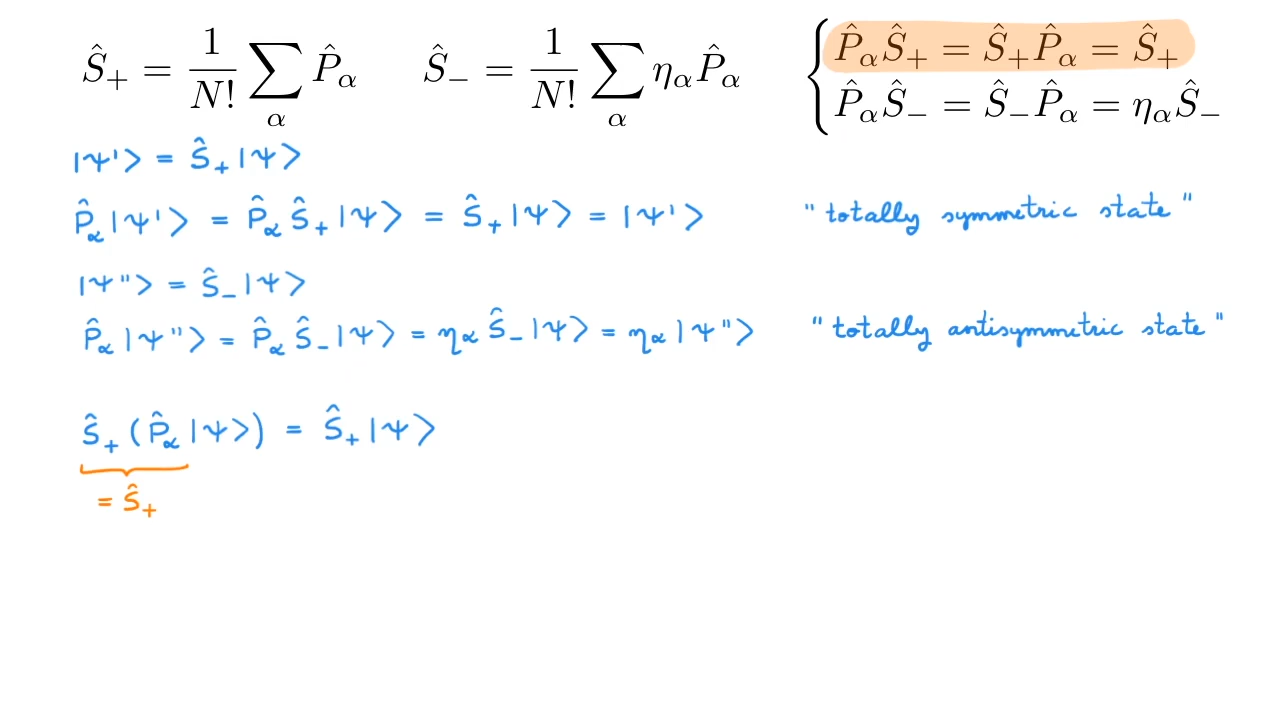 Ŝ₊ = 1/N! ∑_α P̂_α    Ŝ₋ = 1/N! ∑_α η_α P̂_α    { P̂_α Ŝ₊ = Ŝ₊ P̂_α = Ŝ₊
P̂_α Ŝ₋ = Ŝ₋ P̂_α = η_α Ŝ₋
|ψ'> = Ŝ₊ |ψ>
P̂_α |ψ'> = P̂_α Ŝ₊ |ψ> = Ŝ₊ |ψ> = |ψ'>    "totally symmetric state"
|ψ"> = Ŝ₋ |ψ>
P̂_α |ψ"> = P̂_α Ŝ₋ |ψ> = η_α Ŝ₋ |ψ> = η_α |ψ">    "totally antisymmetric state"
Ŝ₊ (P̂_α |ψ>) = Ŝ₊ |ψ>
= Ŝ₊